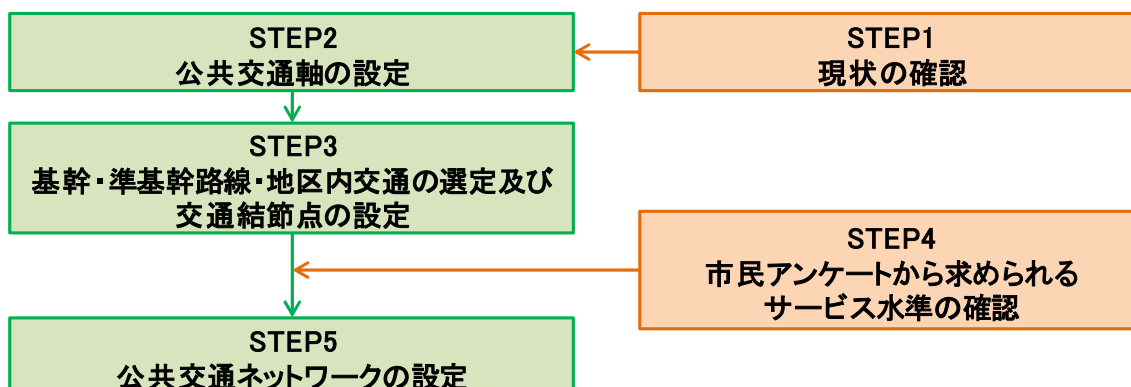 STEP2
公共交通軸の設定
STEP1
現状の確認
STEP3
基幹・準基幹路線・地区内交通の選定及び
交通結節点の設定
STEP4
市民アンケートから求められる
サービス水準の確認
STEP5
公共交通ネットワークの設定